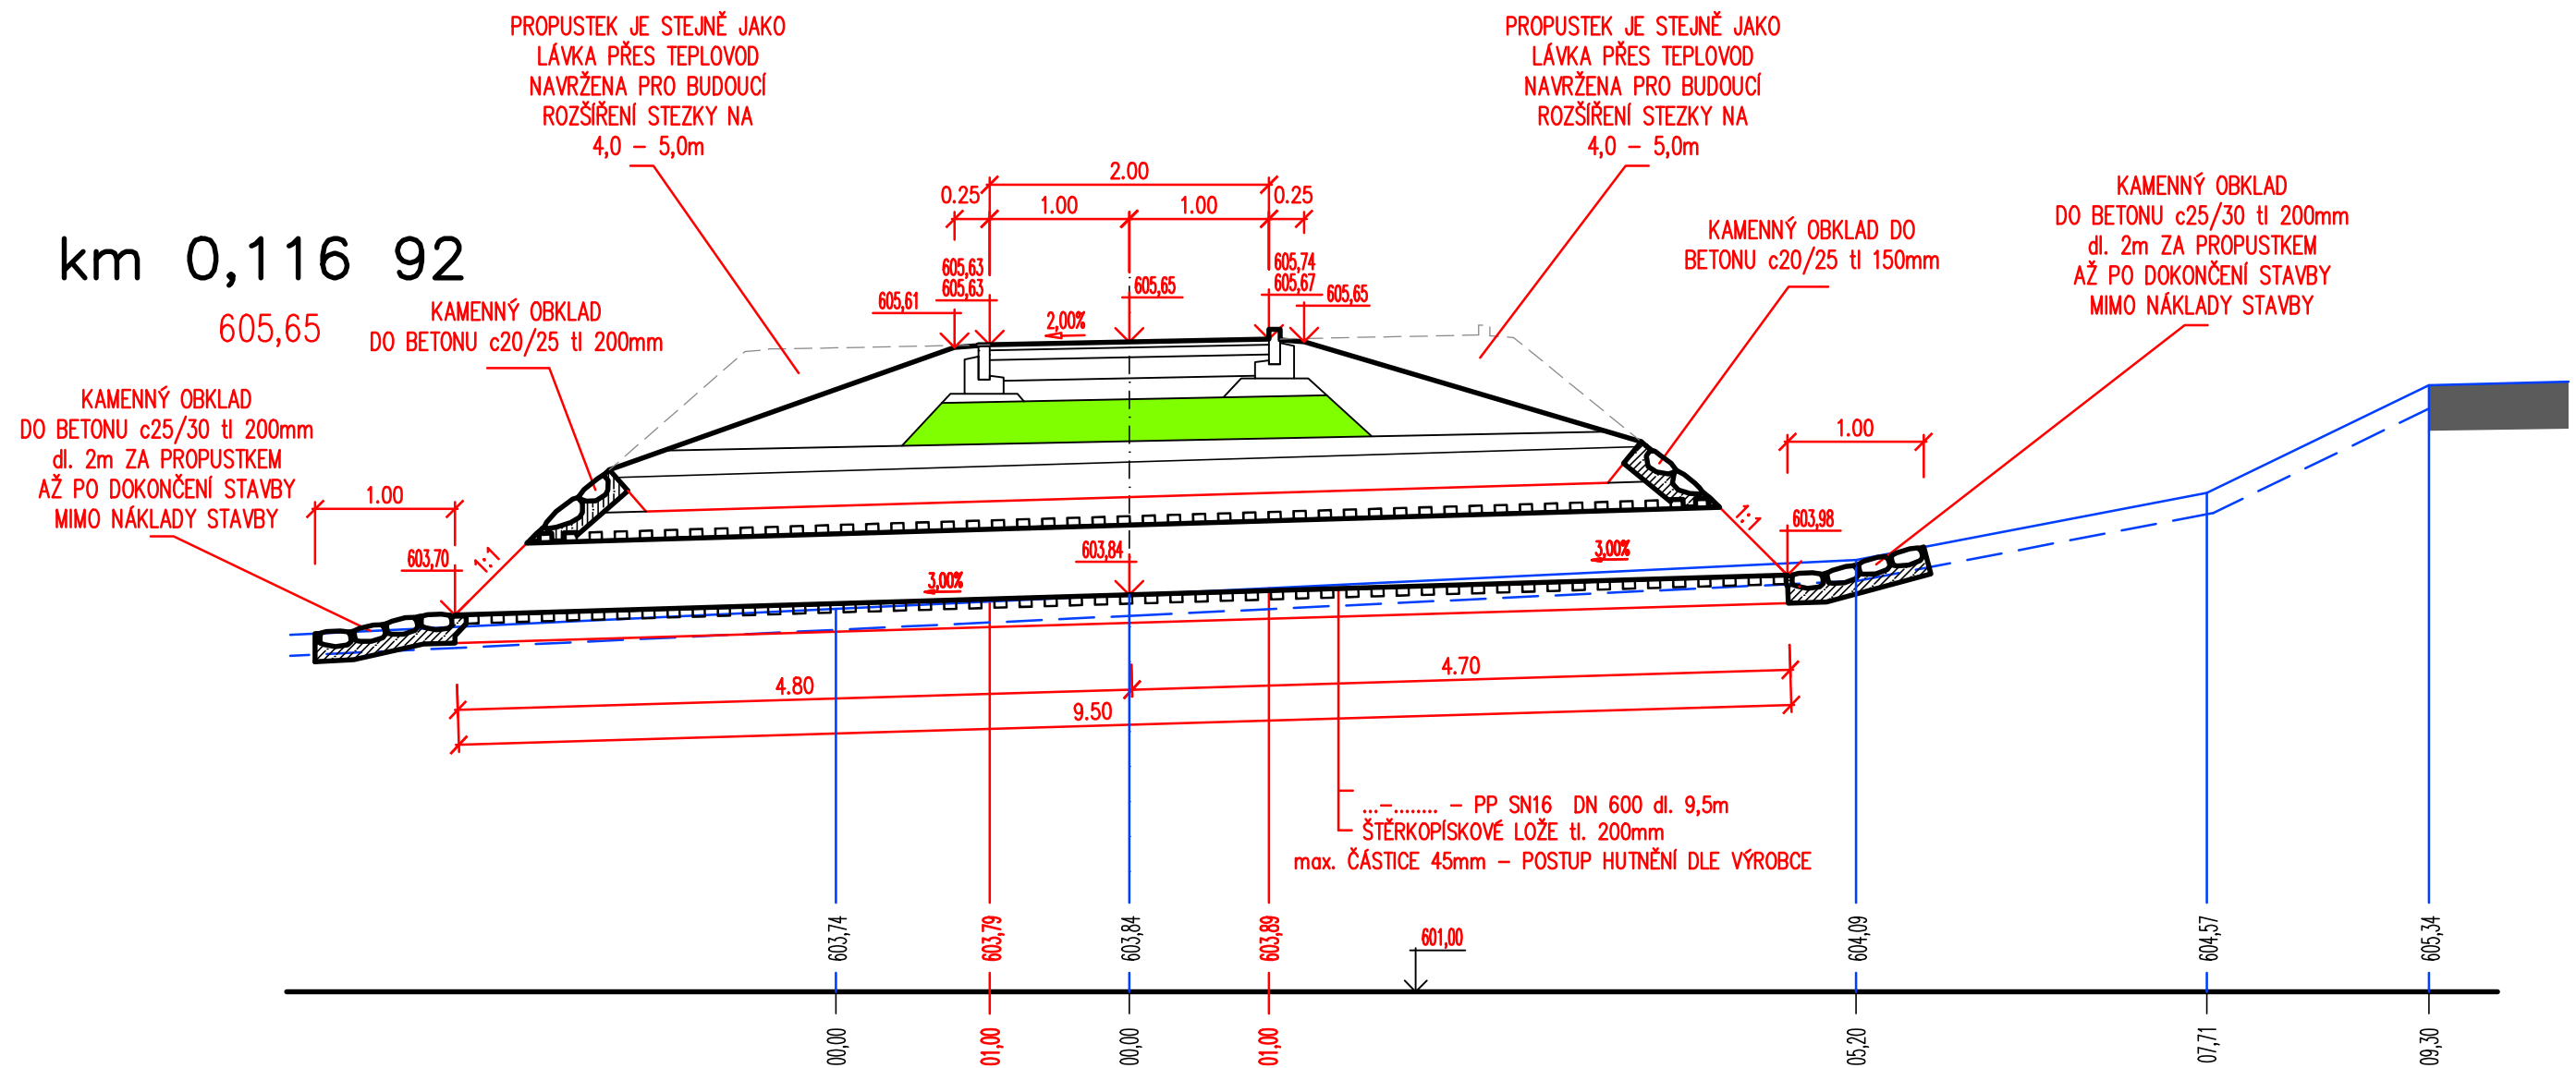 PROPUSTEK JE STEJNĚ JAKO
LÁVKA PŘES TEPLOVOD
NAVRŽENA PRO BUDOUCÍ
ROZŠÍŘENÍ STEZKY NA
4,0 – 5,0m
PROPUSTEK JE STEJNĚ JAKO
LÁVKA PŘES TEPLOVOD
NAVRŽENA PRO BUDOUCÍ
ROZŠÍŘENÍ STEZKY NA
4,0 – 5,0m
2.00
0.25
1.00
1.00
0.25
km 0,116 92
605,65
KAMENNÝ OBKLAD
DO BETONU c20/25 tl 200mm
KAMENNÝ OBKLAD
DO BETONU c25/30 tl 200mm
dl. 2m ZA PROPUSTKEM
AŽ PO DOKONČENÍ STAVBY
MIMO NÁKLADY STAVBY
KAMENNÝ OBKLAD DO
BETONU c20/25 tl 150mm
KAMENNÝ OBKLAD
DO BETONU c25/30 tl 200mm
dl. 2m ZA PROPUSTKEM
AŽ PO DOKONČENÍ STAVBY
MIMO NÁKLADY STAVBY
605,61
605,63
605,63
605,65
605,74
605,67
605,65
2,00%
1.00
1.00
603,70
1:1
603,84
3,00%
3,00%
1:1
603,98
4.80
4.70
9.50
...–........ – PP SN16 DN 600 dl. 9,5m
ŠTĚRKOPÍSKOVÉ LOŽE tl. 200mm
max. ČÁSTICE 45mm – POSTUP HUTNĚNÍ DLE VÝROBCE
601,00
603,74
603,79
603,84
603,89
604,09
604,57
605,34
00,00
01,00
00,00
01,00
05,20
07,71
09,30